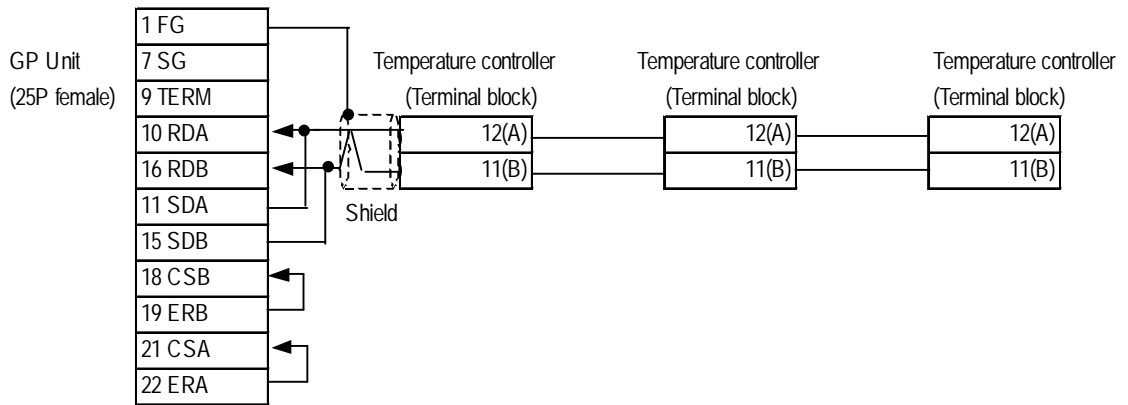 GP Unit
(25P female)
1 FG
7 SG
9 TERM
10 RDA
16 RDB
11 SDA
15 SDB
18 CSB
19 ERB
21 CSA
22 ERA
Shield
Temperature controller
(Terminal block)
12(A)
11(B)
Temperature controller
(Terminal block)
12(A)
11(B)
Temperature controller
(Terminal block)
12(A)
11(B)